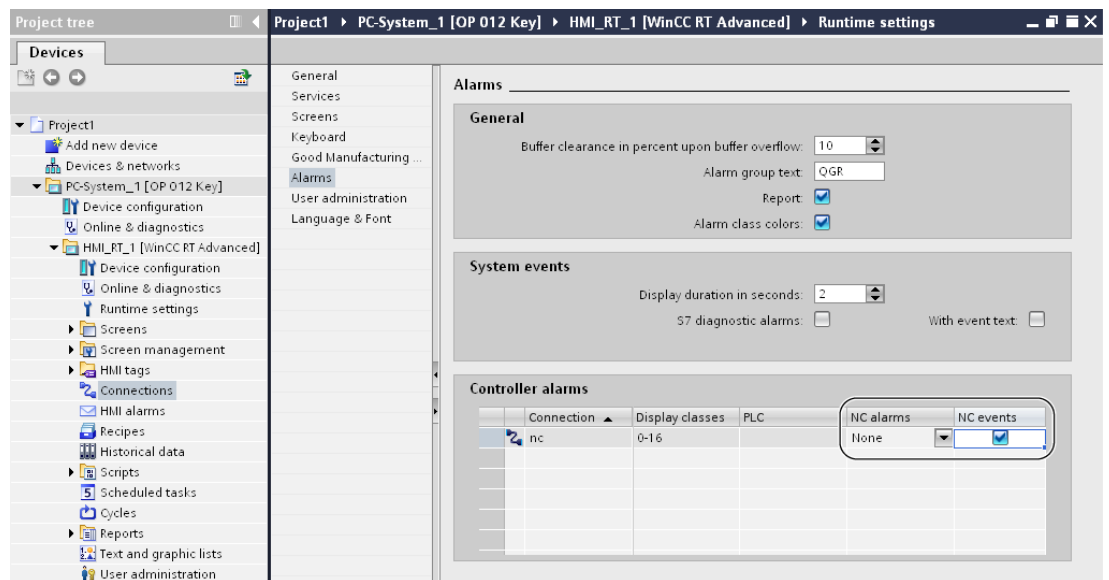 Project tree
Devices
Project1
Add new device
Devices & networks
PC-System_1 [OP 012 Key]
Device configuration
Online & diagnostics
HMI_RT_1 [WinCC RT Advanced]
Device configuration
Online & diagnostics
Runtime settings
Screens
Screen management
HMI tags
Connections
HMI alarms
Recipes
Historical data
Scripts
Scheduled tasks
Cycles
Reports
Text and graphic lists
User administration
Project1 PC-System_1 [OP 012 Key] HMI_RT_1 [WinCC RT Advanced] Runtime settings
General
Services
Screens
Keyboard
Good Manufacturing ...
Alarms
User administration
Language & Font
Alarms
General
Buffer clearance in percent upon buffer overflow: 10
Alarm group text: QGR
Report:
Alarm class colors:
System events
Display duration in seconds: 2
S7 diagnostic alarms: With event text:
Controller alarms
Connection Display classes PLC NC alarms NC events
nc 0-16 None